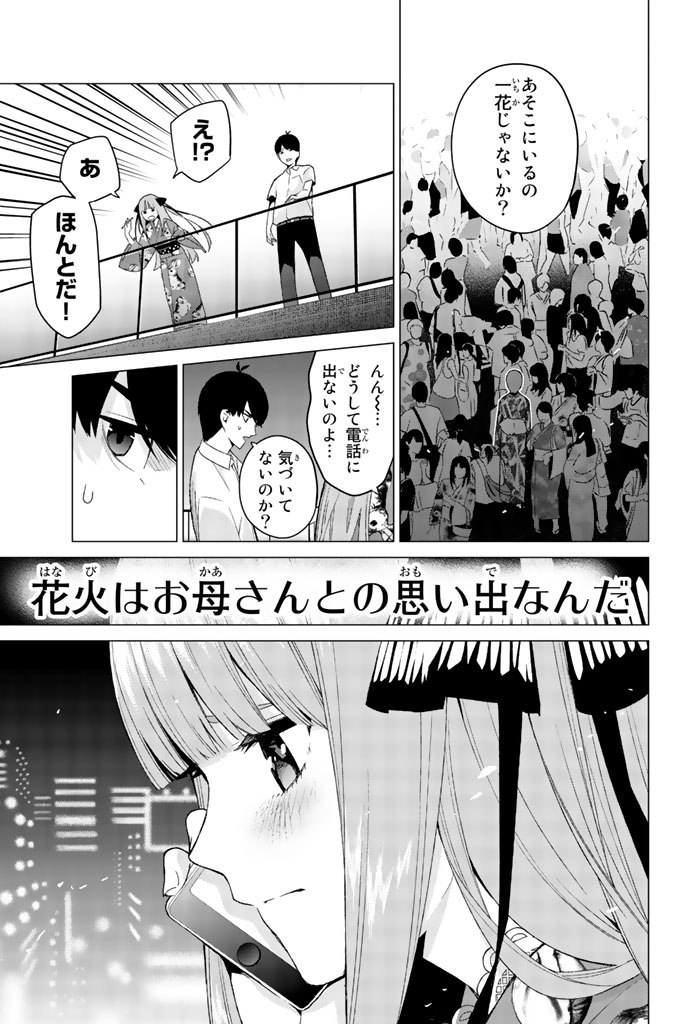 あそこにいるの
一花じゃないか？
え!?
あ
ほんとだ！
んん～…
どうして電話に
出ないのよ…
気づいて
ないのか？
花火はお母さんとの思い出なんだ